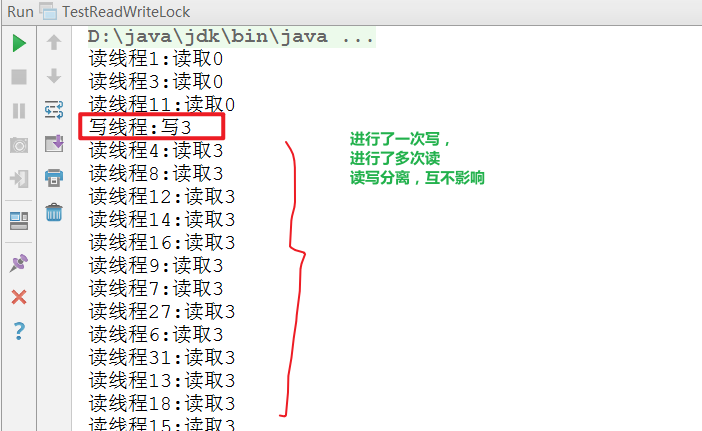 Run TestReadWriteLock
D:\java\jdk\bin\java ...
读线程1:读取0
读线程3:读取0
读线程11:读取0
写线程:写3
读线程4:读取3
读线程8:读取3
读线程12:读取3
读线程14:读取3
读线程16:读取3
读线程9:读取3
读线程7:读取3
读线程27:读取3
读线程6:读取3
读线程31:读取3
读线程13:读取3
读线程18:读取3
读线程15:读取3
进行了一次写，
进行了多次读
读写分离，互不影响